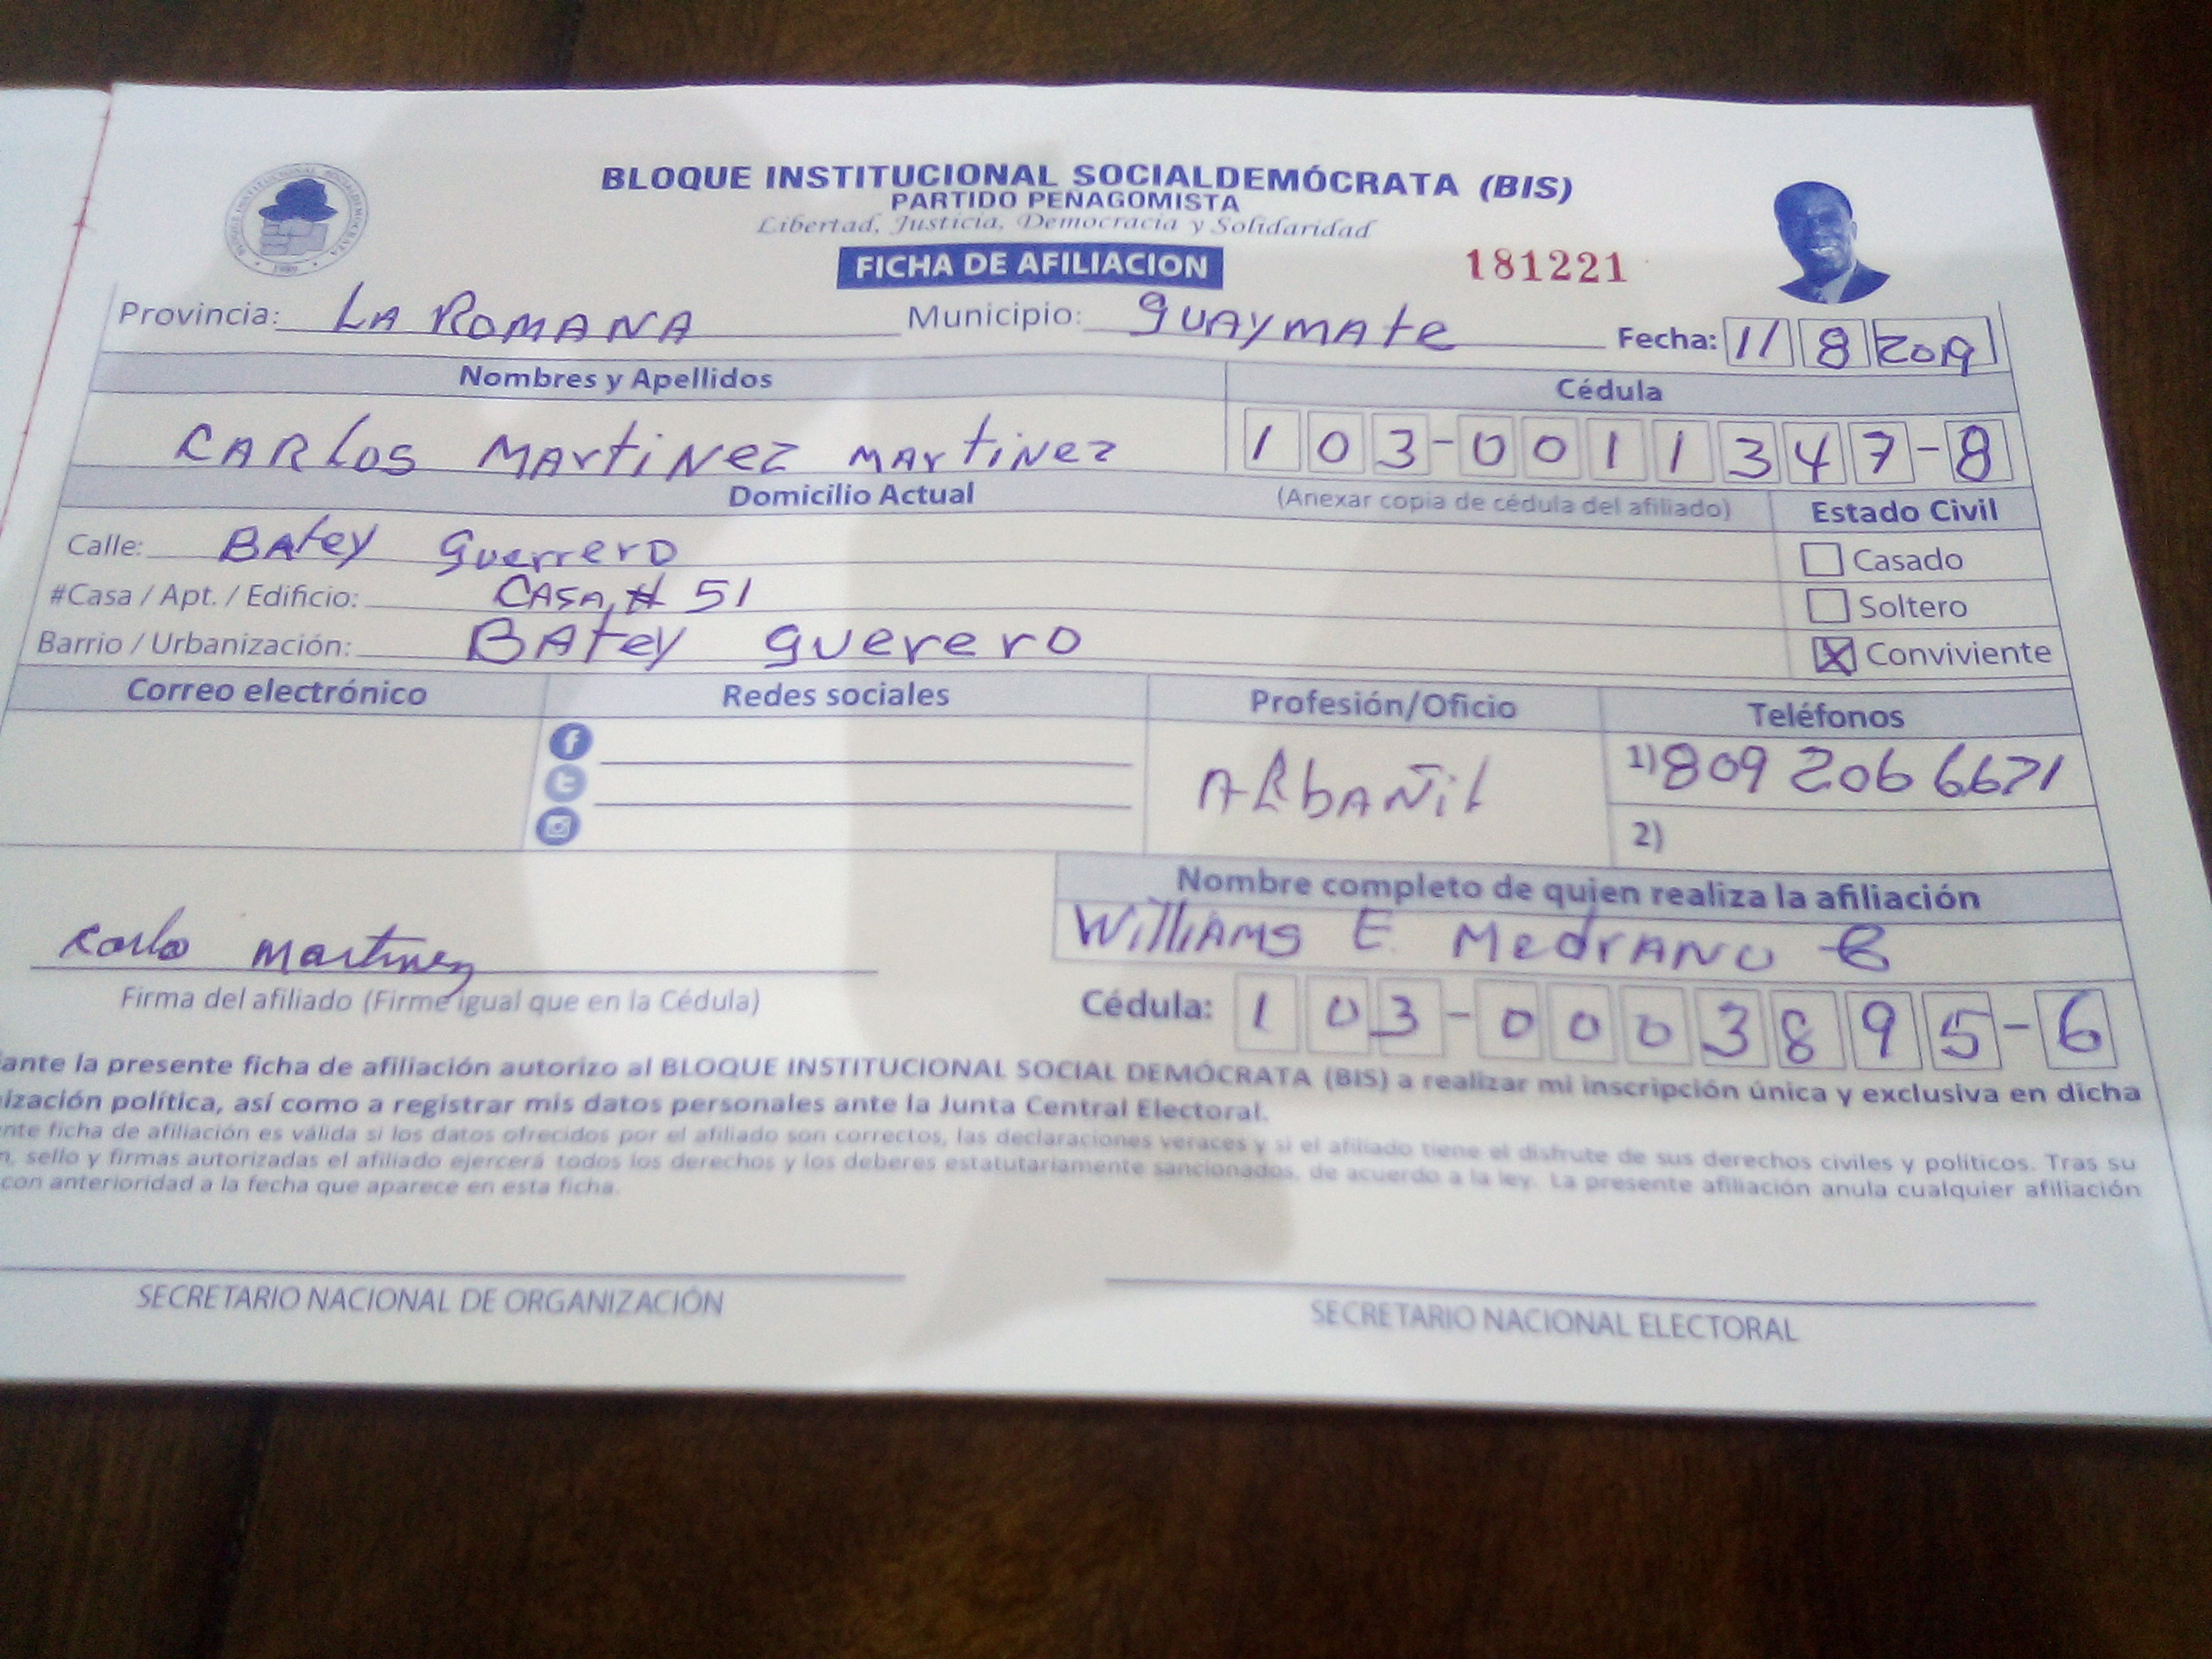 BLOQUE INSTITUCIONAL SOCIALDEMÓCRATA (BIS)
PARTIDO PEÑAGOMISTA
Libertad, Justicia, Democracia y Solidaridad
FICHA DE AFILIACION
181221
Provincia: LA ROMANA Municipio: guaymate Fecha: 11 8 2019
Nombres y Apellidos Cédula
CARLos MArtiNez MArtiNez 103-0011347-8
Domicilio Actual (Anexar copia de cédula del afiliado) Estado Civil
Calle: BAtey guerrero Casado
#Casa / Apt. / Edificio: CASA # 51 Soltero
Barrio / Urbanización: BAtey guerero X Conviviente
Correo electrónico Redes sociales Profesión/Oficio Teléfonos
ALbAÑil 1) 809 206 6671
2)
Nombre completo de quien realiza la afiliación
Williams E. MedrANo
Carlo Martinez
Firma del afiliado (Firme igual que en la Cédula) Cédula: 103-0003895-6
ante la presente ficha de afiliación autorizo al BLOQUE INSTITUCIONAL SOCIAL DEMÓCRATA (BIS) a realizar mi inscripción única y exclusiva en dicha
ización política, así como a registrar mis datos personales ante la Junta Central Electoral.
nte ficha de afiliación es válida si los datos ofrecidos por el afiliado son correctos, las declaraciones veraces y si el afiliado tiene el disfrute de sus derechos civiles y políticos. Tras su
n, sello y firmas autorizadas el afiliado ejercerá todos los derechos y los deberes estatutariamente sancionados, de acuerdo a la ley. La presente afiliación anula cualquier afiliación
con anterioridad a la fecha que aparece en esta ficha.
SECRETARIO NACIONAL DE ORGANIZACIÓN SECRETARIO NACIONAL ELECTORAL